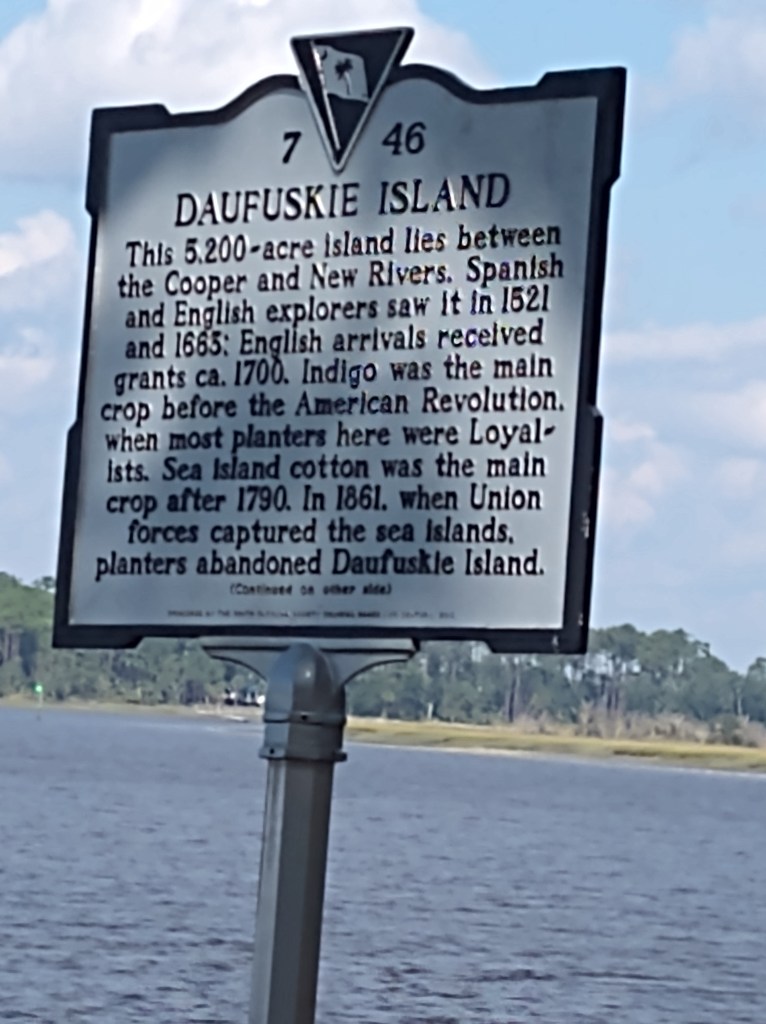 7 46
DAUFUSKIE ISLAND
This 5,200-acre island lies between
the Cooper and New Rivers. Spanish
and English explorers saw it in 1521
and 1663; English arrivals received
grants ca. 1700. Indigo was the main
crop before the American Revolution,
when most planters here were Loyal-
ists. Sea island cotton was the main
crop after 1790. In 1861, when Union
forces captured the sea islands,
planters abandoned Daufuskie Island.
(Continued on other side)